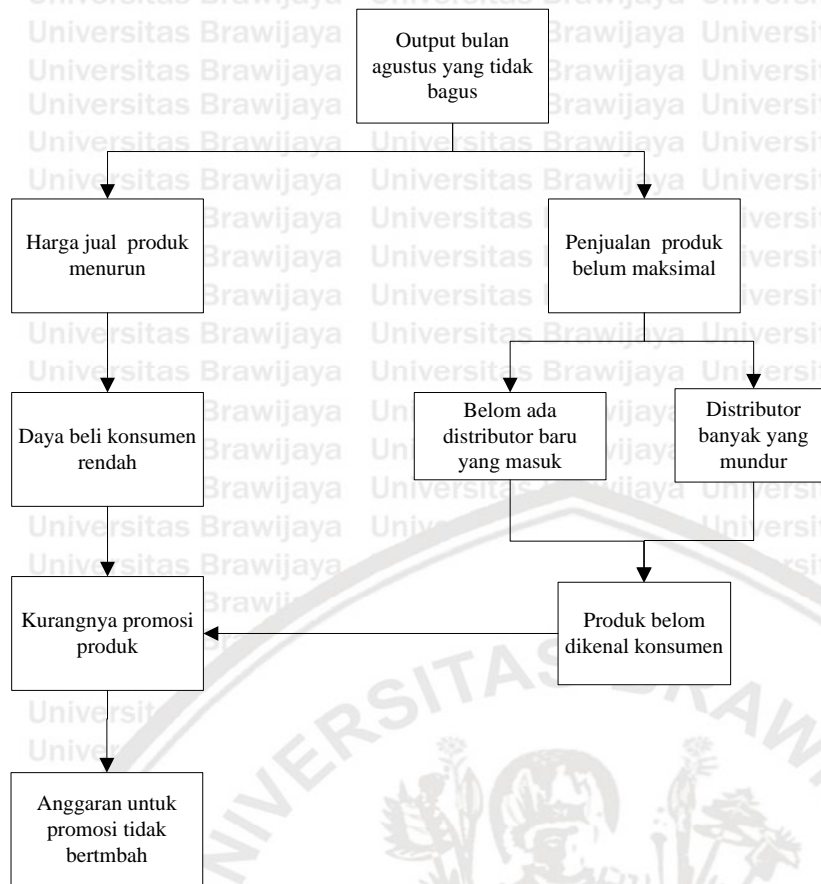 Output bulan
agustus yang tidak
bagus
Harga jual produk
menurun
Penjualan produk
belum maksimal
Daya beli konsumen
rendah
Belom ada
distributor baru
yang masuk
Distributor
banyak yang
mundur
Kurangnya promosi
produk
Produk belom
dikenal konsumen
Anggaran untuk
promosi tidak
bertmbah